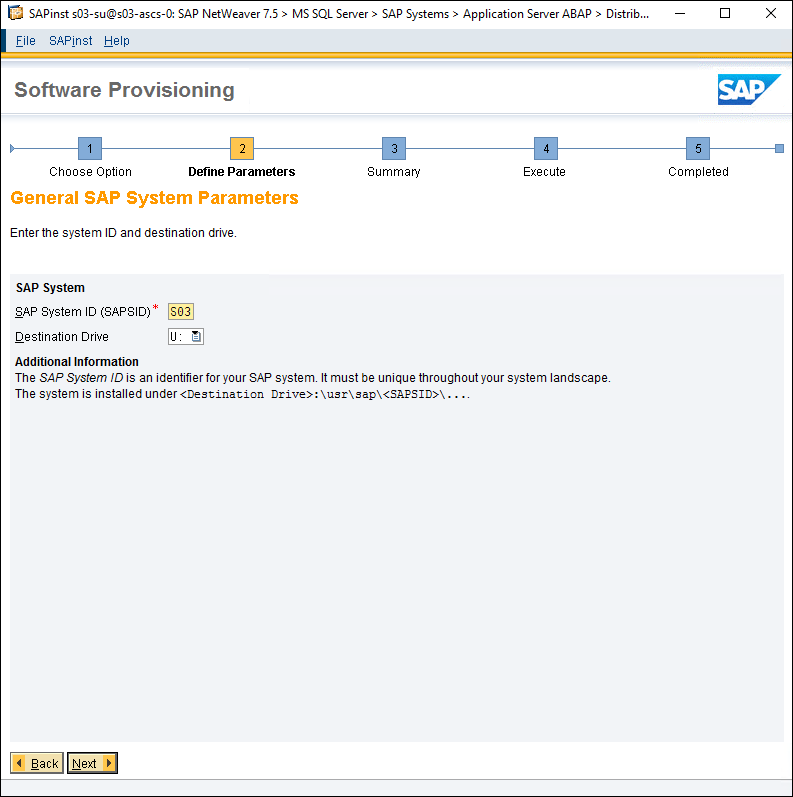 SAPinst s03-su@s03-ascs-0: SAP NetWeaver 7.5 > MS SQL Server > SAP Systems > Application Server ABAP > Distrib...
File SAPinst Help
Software Provisioning
SAP
1 2 3 4 5
Choose Option Define Parameters Summary Execute Completed
General SAP System Parameters
Enter the system ID and destination drive.
SAP System
SAP System ID (SAPSID)* S03
Destination Drive U:
Additional Information
The SAP System ID is an identifier for your SAP system. It must be unique throughout your system landscape.
The system is installed under <Destination Drive>:\usr\sap\<SAPSID>\....
Back Next